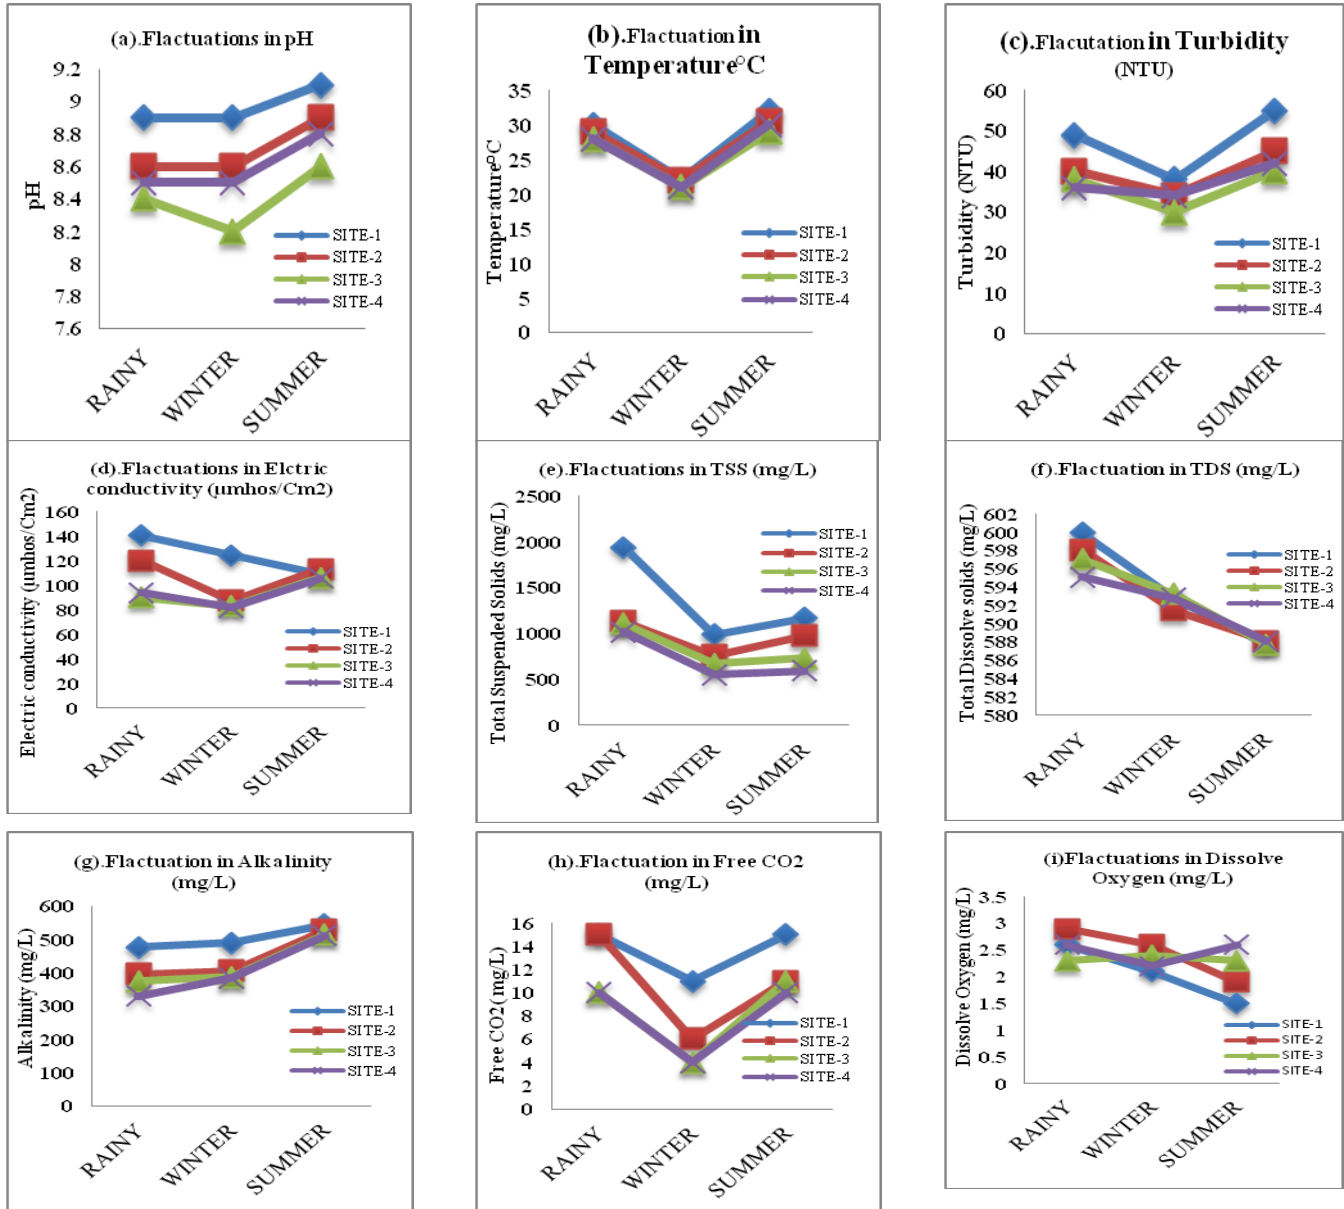 (a).Flactuations in pH
9.2
9
8.8
8.6
8.4
8.2
8
7.8
7.6
pH
SITE-1
SITE-2
SITE-3
SITE-4
RAINY
WINTER
SUMMER
(b).Flactuation in
Temperature°C
35
30
25
20
15
10
5
0
Temperature°C
SITE-1
SITE-2
SITE-3
SITE-4
RAINY
WINTER
SUMMER
(c).Flacutation in Turbidity
(NTU)
60
50
40
30
20
10
0
Turbidity (NTU)
SITE-1
SITE-2
SITE-3
SITE-4
RAINY
WINTER
SUMMER
(d).Flactuations in Elctric
conductivity (µmhos/Cm2)
160
140
120
100
80
60
40
20
0
Electric conductivity (µmhos/Cm2)
SITE-1
SITE-2
SITE-3
SITE-4
RAINY
WINTER
SUMMER
(e).Flactuations in TSS (mg/L)
2500
2000
1500
1000
500
0
Total Suspended Solids (mg/L)
SITE-1
SITE-2
SITE-3
SITE-4
RAINY
WINTER
SUMMER
(f).Flactuation in TDS (mg/L)
602
600
598
596
594
592
590
588
586
584
582
580
Total Dissolve solids (mg/L)
SITE-1
SITE-2
SITE-3
SITE-4
RAINY
WINTER
SUMMER
(g).Flactuation in Alkalinity
(mg/L)
600
500
400
300
200
100
0
Alkalinity (mg/L)
SITE-1
SITE-2
SITE-3
SITE-4
RAINY
WINTER
SUMMER
(h).Flactuation in Free CO2
(mg/L)
16
14
12
10
8
6
4
2
0
Free CO2( mg/L)
SITE-1
SITE-2
SITE-3
SITE-4
RAINY
WINTER
SUMMER
(i)Flactuations in Dissolve
Oxygen (mg/L)
3.5
3
2.5
2
1.5
1
0.5
0
Dissolve Oxygen (mg/L)
SITE-1
SITE-2
SITE-3
SITE-4
RAINY
WINTER
SUMMER